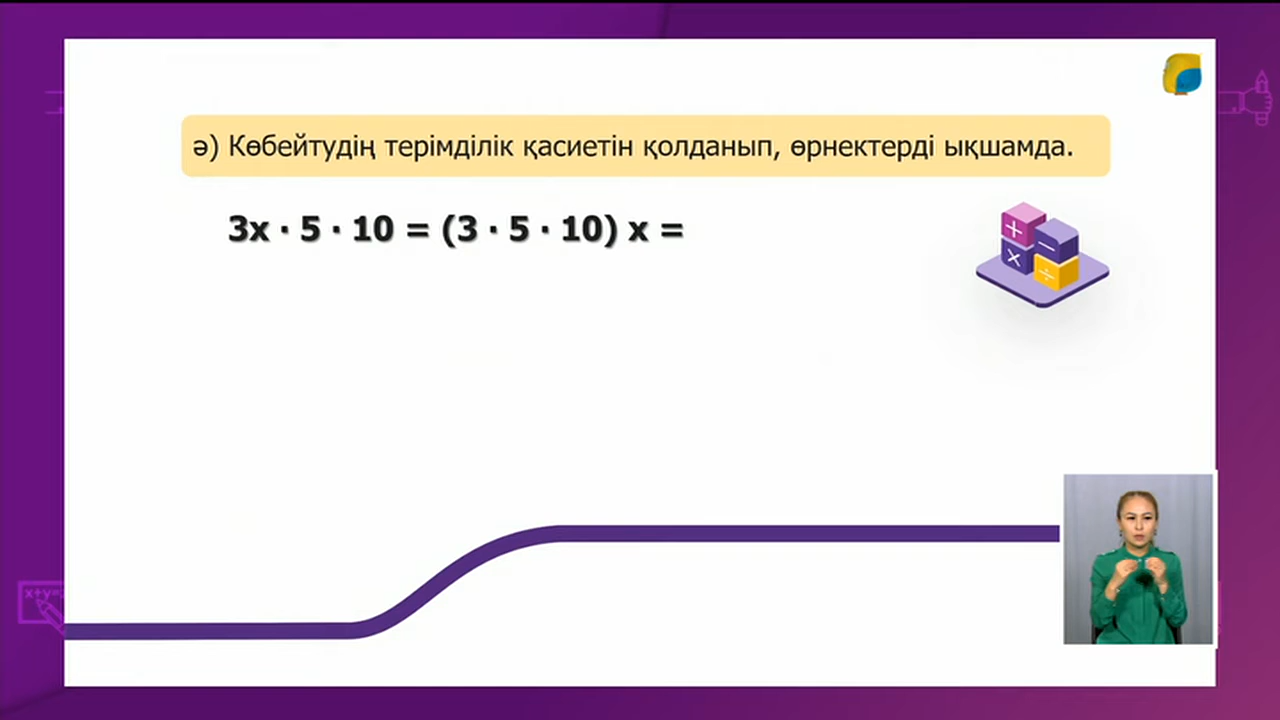 ә) Көбейтудің терімділік қасиетін қолданып, өрнектерді ықшамда.
3x · 5 · 10 = (3 · 5 · 10) x =